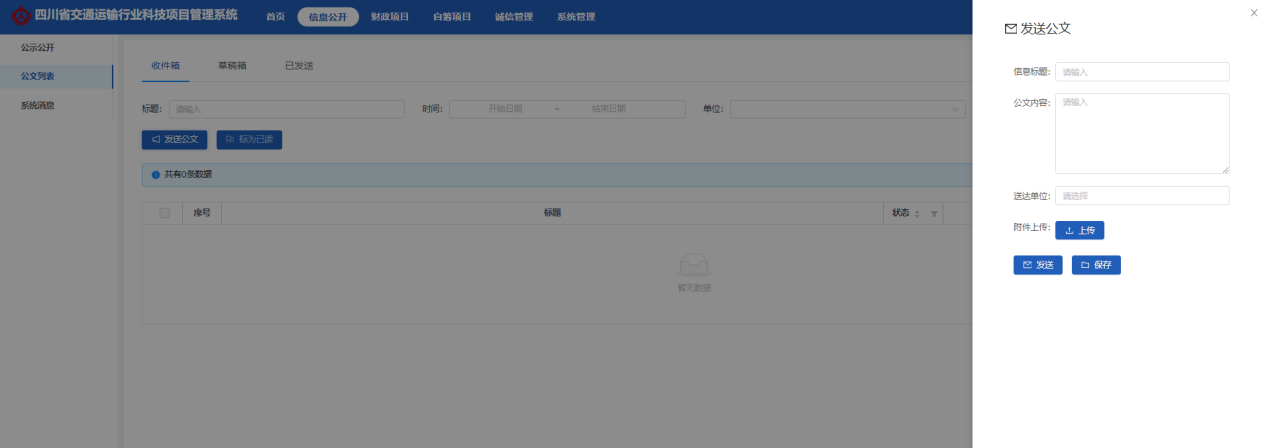 四川省交通运输行业科技项目管理系统 首页 信息公开 财政项目 自筹项目 诚信管理 系统管理
公示公开
公文列表
系统消息
收件箱 草稿箱 已发送
标题: 请输入 时间: 开始日期 ~ 结束日期 单位:
发送公文 标为已读
共有0条数据
序号 标题 状态
暂无数据
发送公文
信息标题: 请输入
公文内容: 请输入
送达单位: 请选择
附件上传: 上传
发送 保存